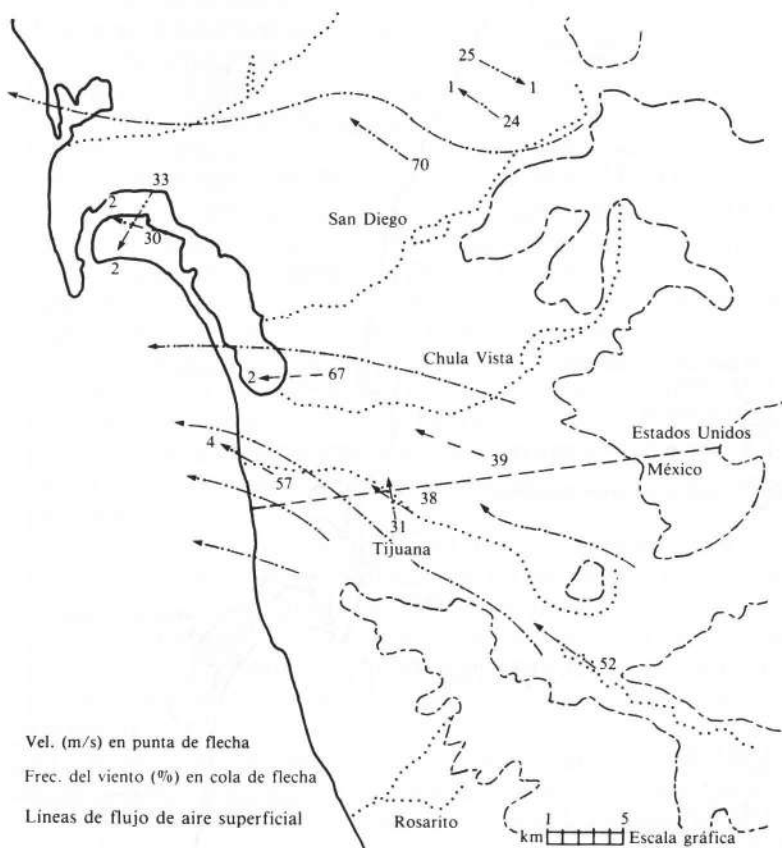 25
1
1
24
70
33
2
San Diego
30
2
Chula Vista
2
67
Estados Unidos
4
39
México
57
38
31
Tijuana
52
Vel. (m/s) en punta de flecha
Frec. del viento (%) en cola de flecha
Líneas de flujo de aire superficial
Rosarito
1 5
km Escala gráfica